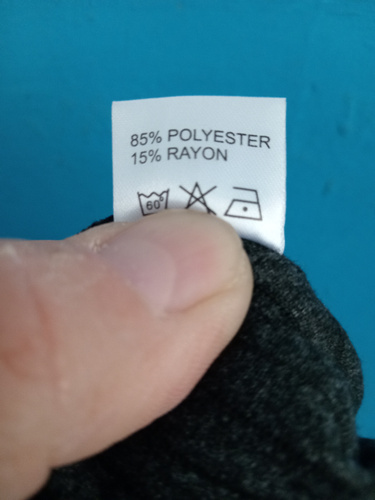 85% POLYESTER
15% RAYON
60°